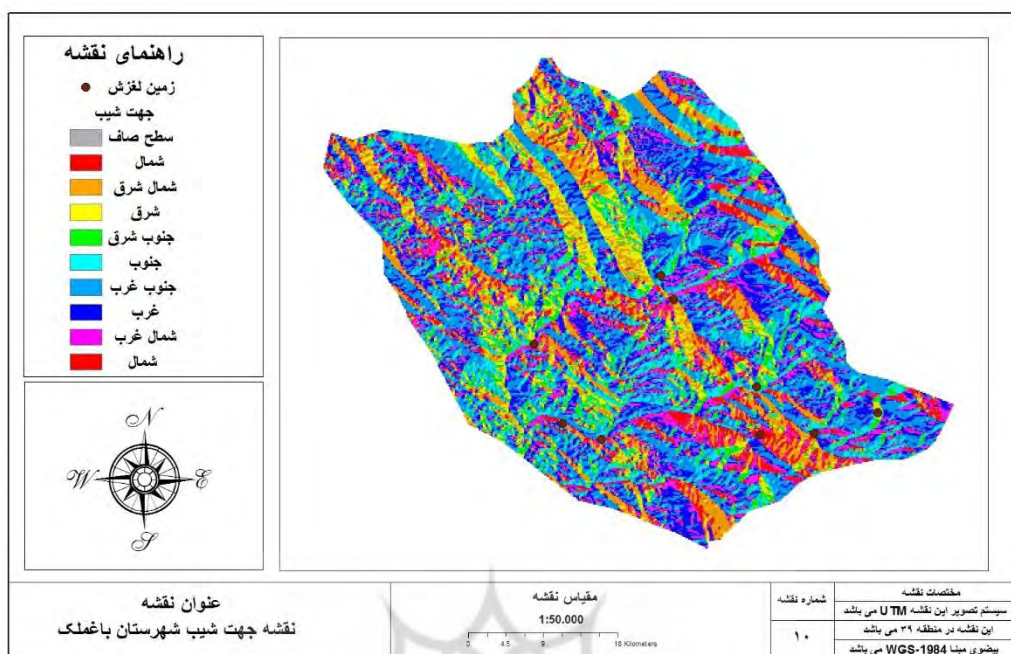 راهنمای نقشه
زمین لغزش
جهت شیب
سطح صاف
شمال
شمال شرق
شرق
جنوب شرق
جنوب
جنوب غرب
غرب
شمال غرب
شمال
N
W E
S
عنوان نقشه
نقشه جهت شیب شهرستان باغملک
مقیاس نقشه
1:50.000
0 4.5 9 18 Kilometers
شماره نقشه
۱۰
مختصات نقشه
سیستم تصویر این نقشه UTM می باشد
این نقشه در منطقه ۳۹ می باشد
بیضوی مبنا WGS-1984 می باشد